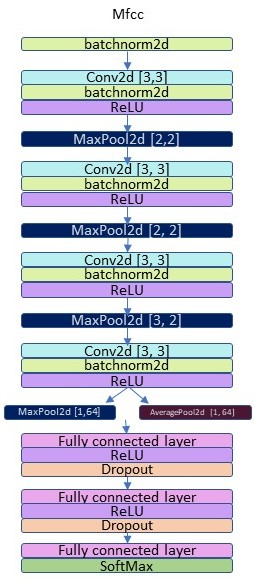 Mfcc
batchnorm2d
Conv2d [3,3]
batchnorm2d
ReLU
MaxPool2d [2,2]
Conv2d [3, 3]
batchnorm2d
ReLU
MaxPool2d [2, 2]
Conv2d [3, 3]
batchnorm2d
ReLU
MaxPool2d [3, 2]
Conv2d [3, 3]
batchnorm2d
ReLU
MaxPool2d [1,64]
AveragePool2d [1, 64]
Fully connected layer
ReLU
Dropout
Fully connected layer
ReLU
Dropout
Fully connected layer
SoftMax